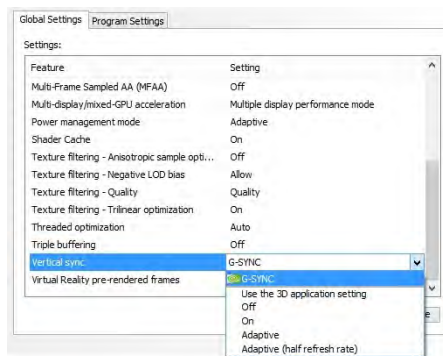 Global Settings Program Settings
Settings:
Feature Setting
Multi-Frame Sampled AA (MFAA) Off
Multi-display/mixed-GPU acceleration Multiple display performance mode
Power management mode Adaptive
Shader Cache On
Texture filtering - Anisotropic sample opti... Off
Texture filtering - Negative LOD bias Allow
Texture filtering - Quality Quality
Texture filtering - Trilinear optimization On
Threaded optimization Auto
Triple buffering Off
Vertical sync G-SYNC
Virtual Reality pre-rendered frames G-SYNC
Use the 3D application setting
Off
On
Adaptive
Adaptive (half refresh rate)